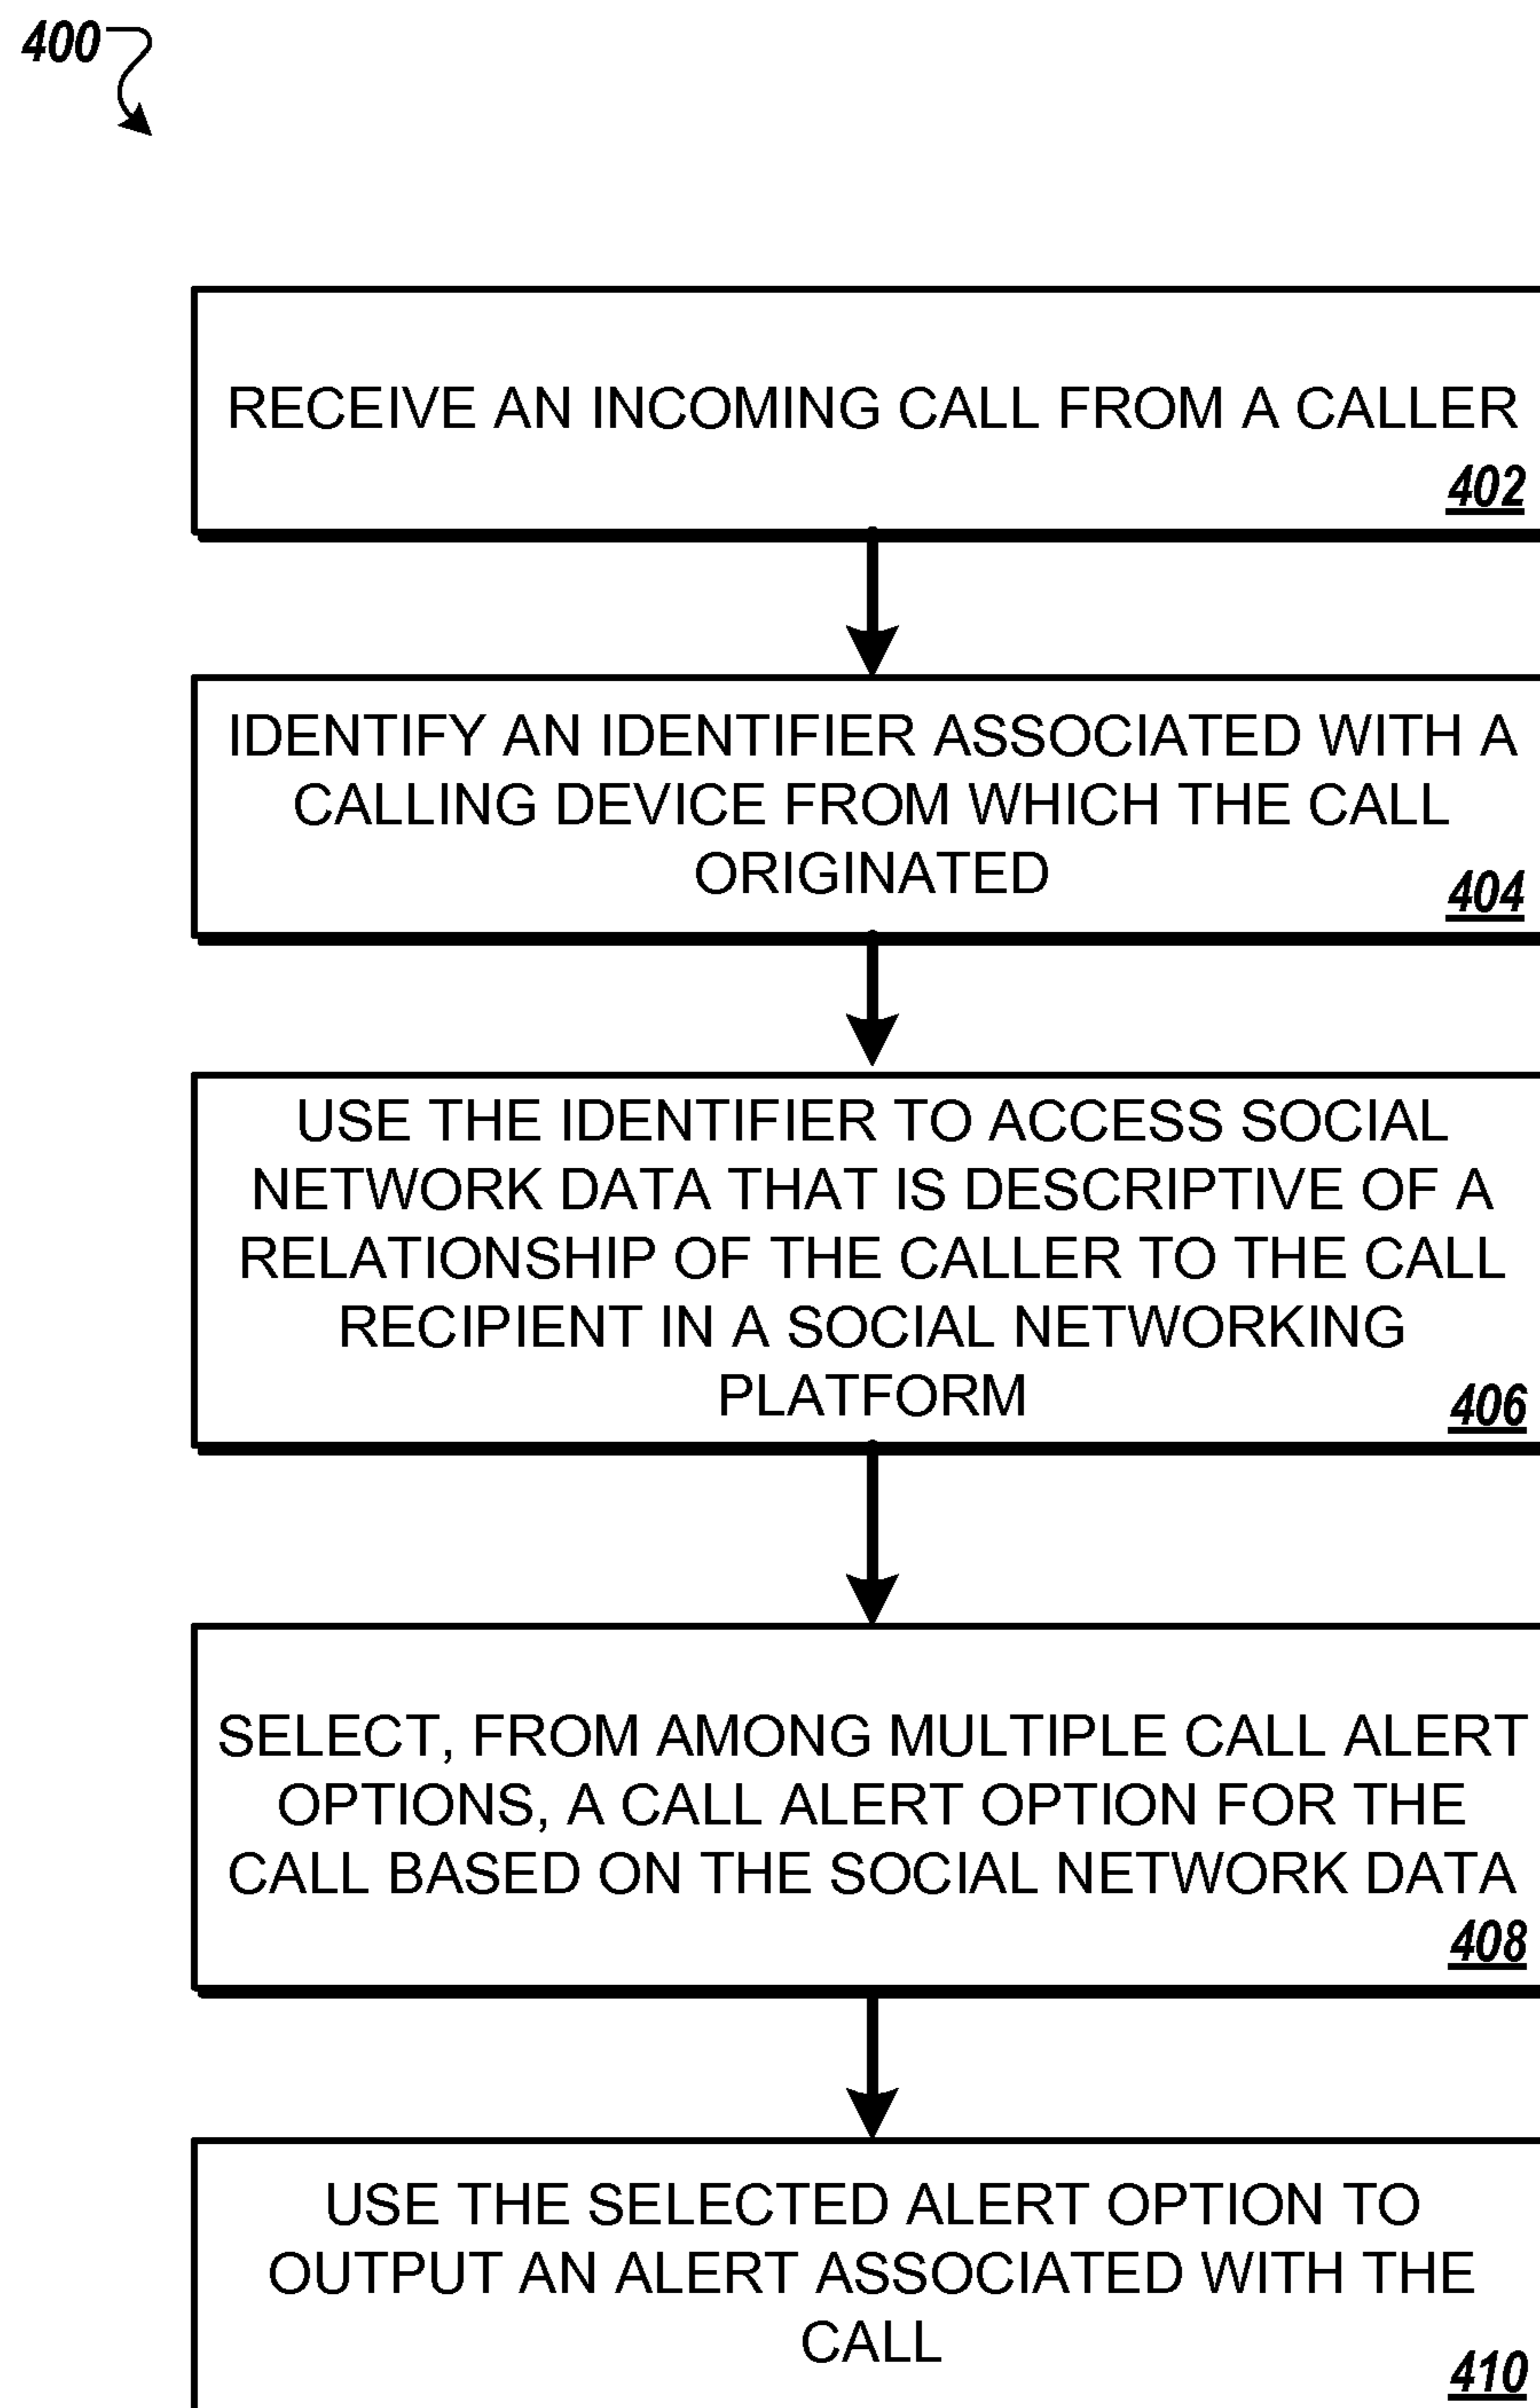 400
RECEIVE AN INCOMING CALL FROM A CALLER
402
IDENTIFY AN IDENTIFIER ASSOCIATED WITH A
CALLING DEVICE FROM WHICH THE CALL
ORIGINATED
404
USE THE IDENTIFIER TO ACCESS SOCIAL
NETWORK DATA THAT IS DESCRIPTIVE OF A
RELATIONSHIP OF THE CALLER TO THE CALL
RECIPIENT IN A SOCIAL NETWORKING
PLATFORM
406
SELECT, FROM AMONG MULTIPLE CALL ALERT
OPTIONS, A CALL ALERT OPTION FOR THE
CALL BASED ON THE SOCIAL NETWORK DATA
408
USE THE SELECTED ALERT OPTION TO
OUTPUT AN ALERT ASSOCIATED WITH THE
CALL
410